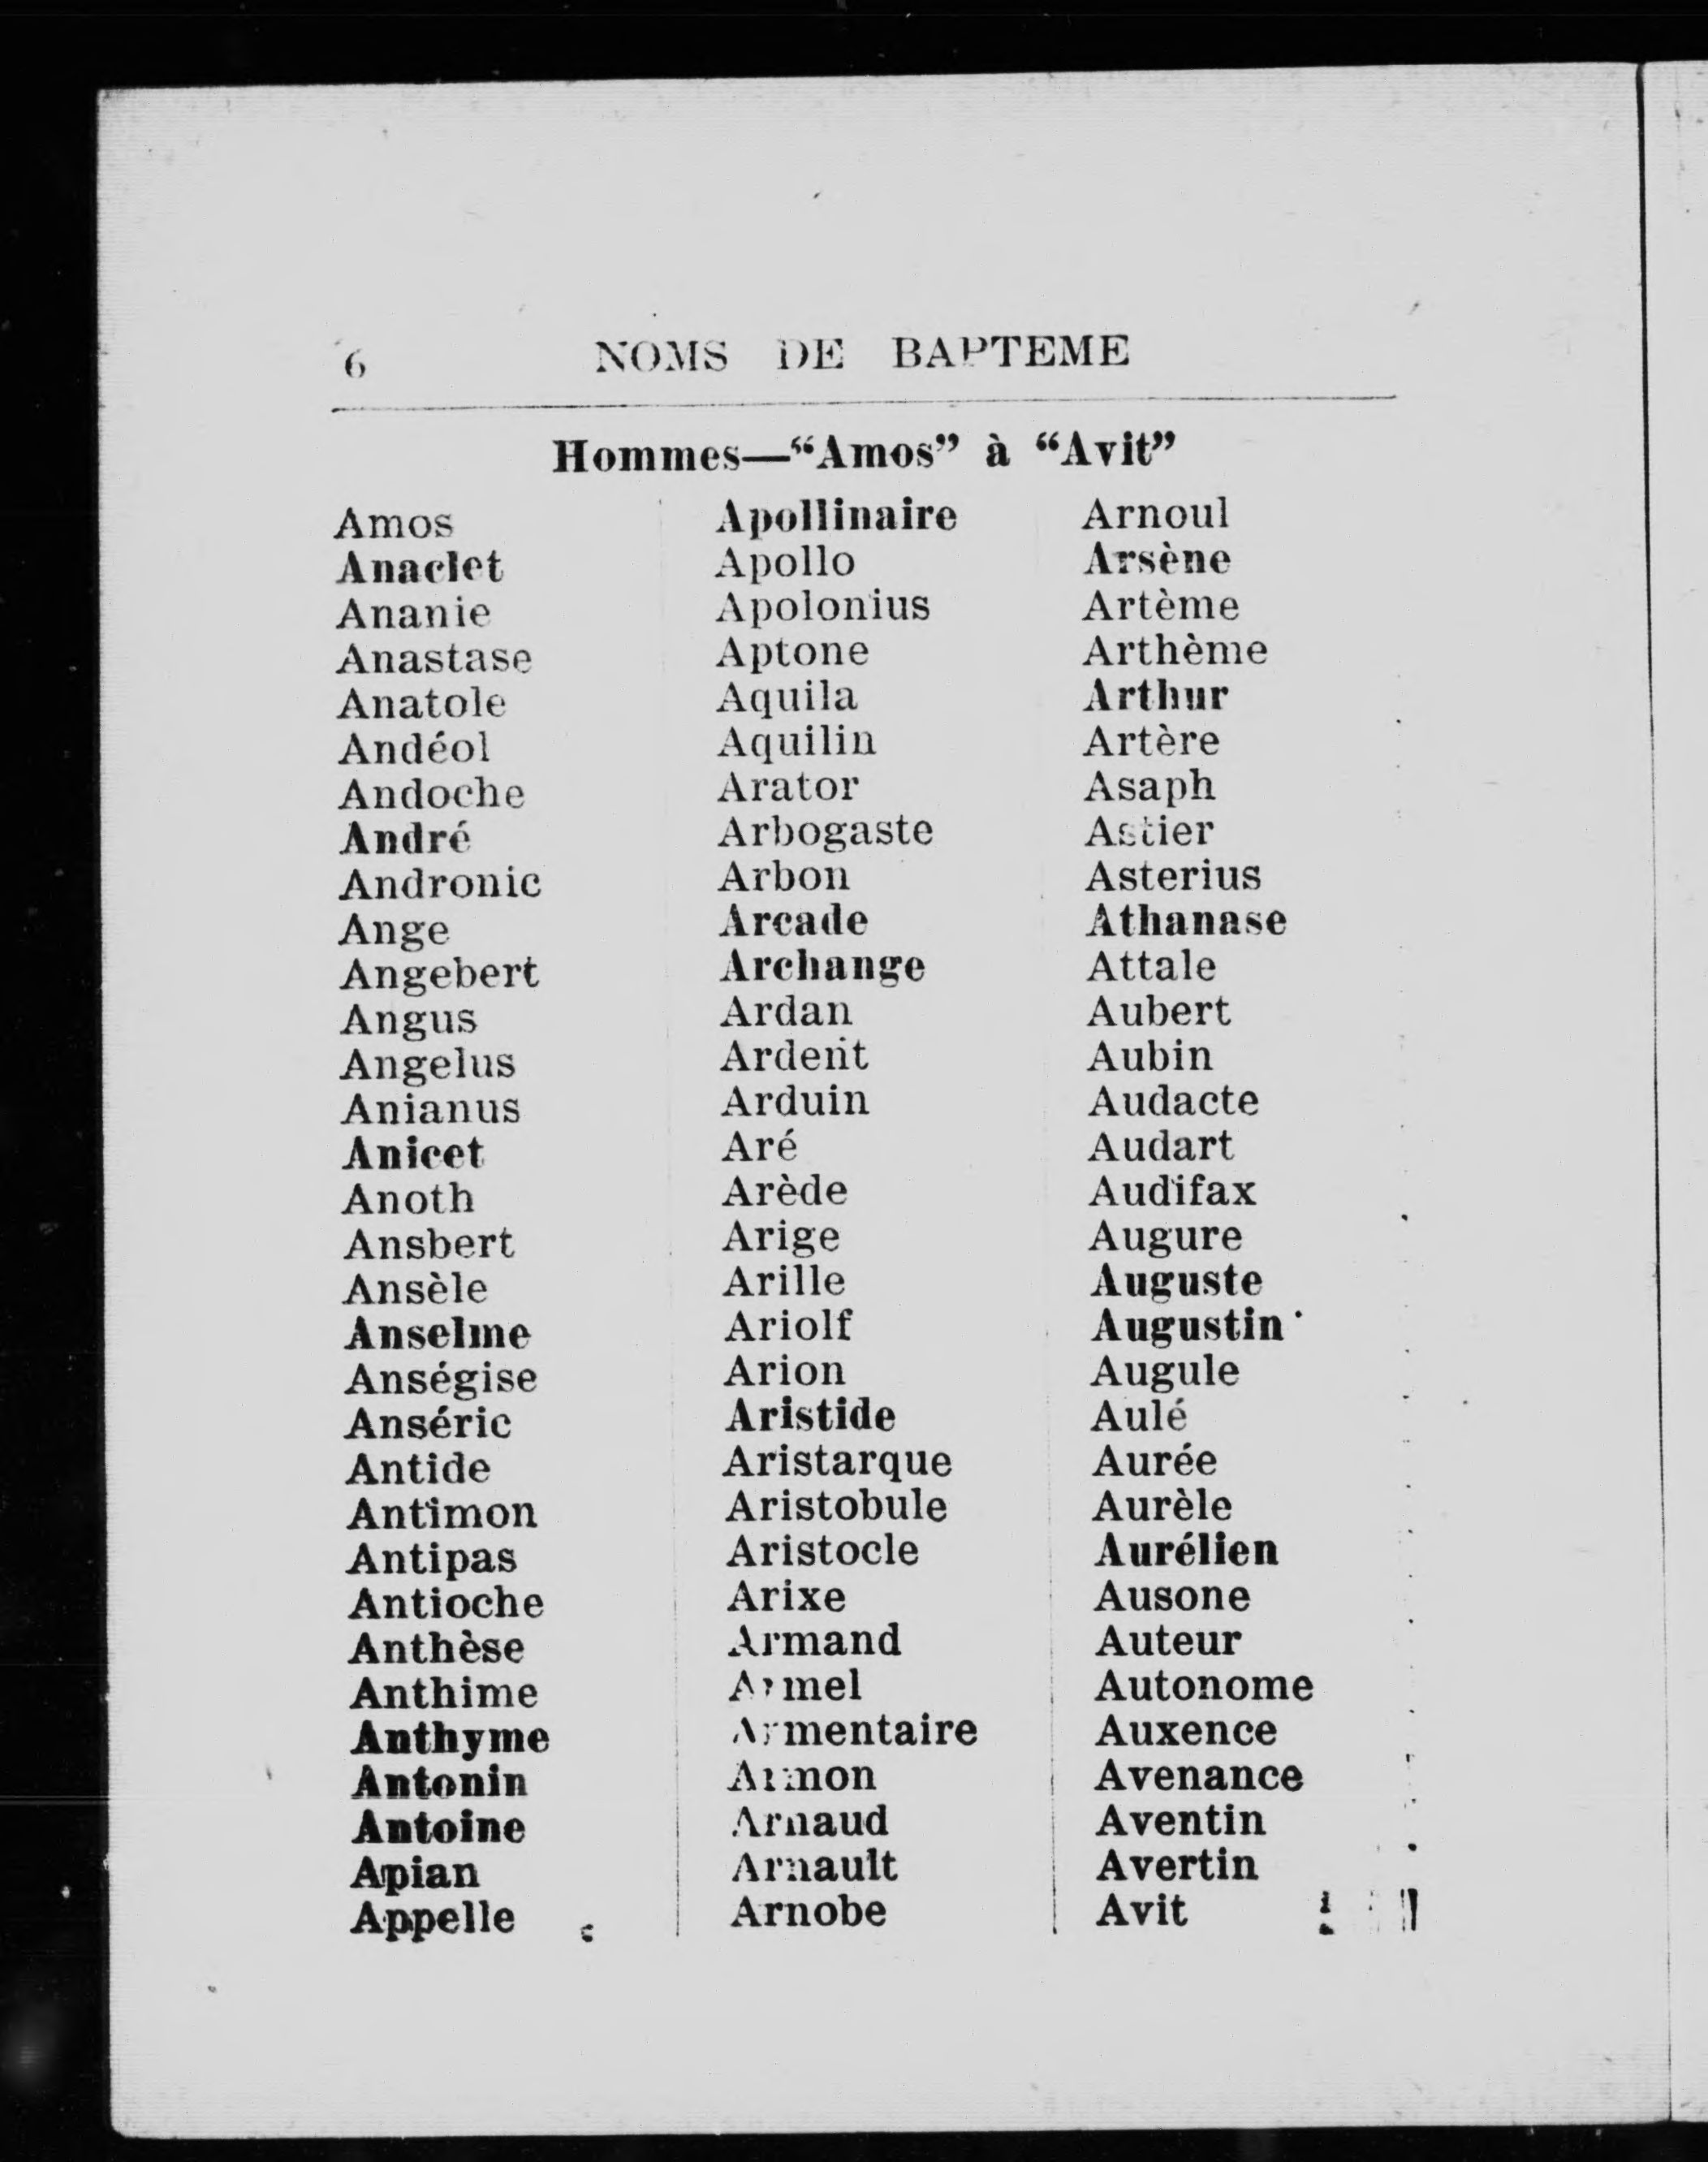 6 NOMS DE BAPTEME
Hommes—“Amos” à “Avit”
Amos
Anaclet
Ananie
Anastase
Anatole
Andéol
Andoche
André
Andronic
Ange
Angebert
Angus
Angelus
Anianus
Anicet
Anoth
Ansbert
Ansèle
Anselme
Anségise
Anséric
Antide
Antimon
Antipas
Antioche
Anthèse
Anthime
Anthyme
Antonin
Antoine
Apian
Appelle
Apollinaire
Apollo
Apolonius
Aptone
Aquila
Aquilin
Arator
Arbogaste
Arbon
Arcade
Archange
Ardan
Ardent
Arduin
Aré
Arède
Arige
Arille
Ariolf
Arion
Aristide
Aristarque
Aristobule
Aristocle
Arixe
Armand
Armel
Armentaire
Armon
Arnaud
Arnault
Arnobe
Arnoul
Arsène
Artème
Arthème
Arthur
Artère
Asaph
Astier
Asterius
Athanase
Attale
Aubert
Aubin
Audacte
Audart
Audifax
Augure
Auguste
Augustin
Augule
Aulé
Aurée
Aurèle
Aurélien
Ausone
Auteur
Autonome
Auxence
Avenance
Aventin
Avertin
Avit